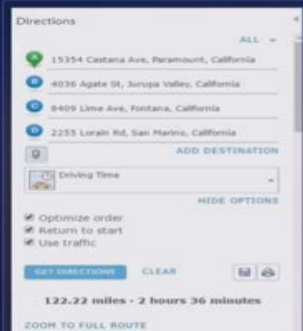 Directions
ALL
A 15354 Castana Ave, Paramount, California
B 4036 Agate St, Jurupa Valley, California
C 8409 Lime Ave, Fontana, California
D 2255 Lorain Rd, San Marino, California
ADD DESTINATION
Driving Time
HIDE OPTIONS
Optimize order
Return to start
Use traffic
GET DIRECTIONS CLEAR
122.22 miles - 2 hours 36 minutes
ZOOM TO FULL ROUTE